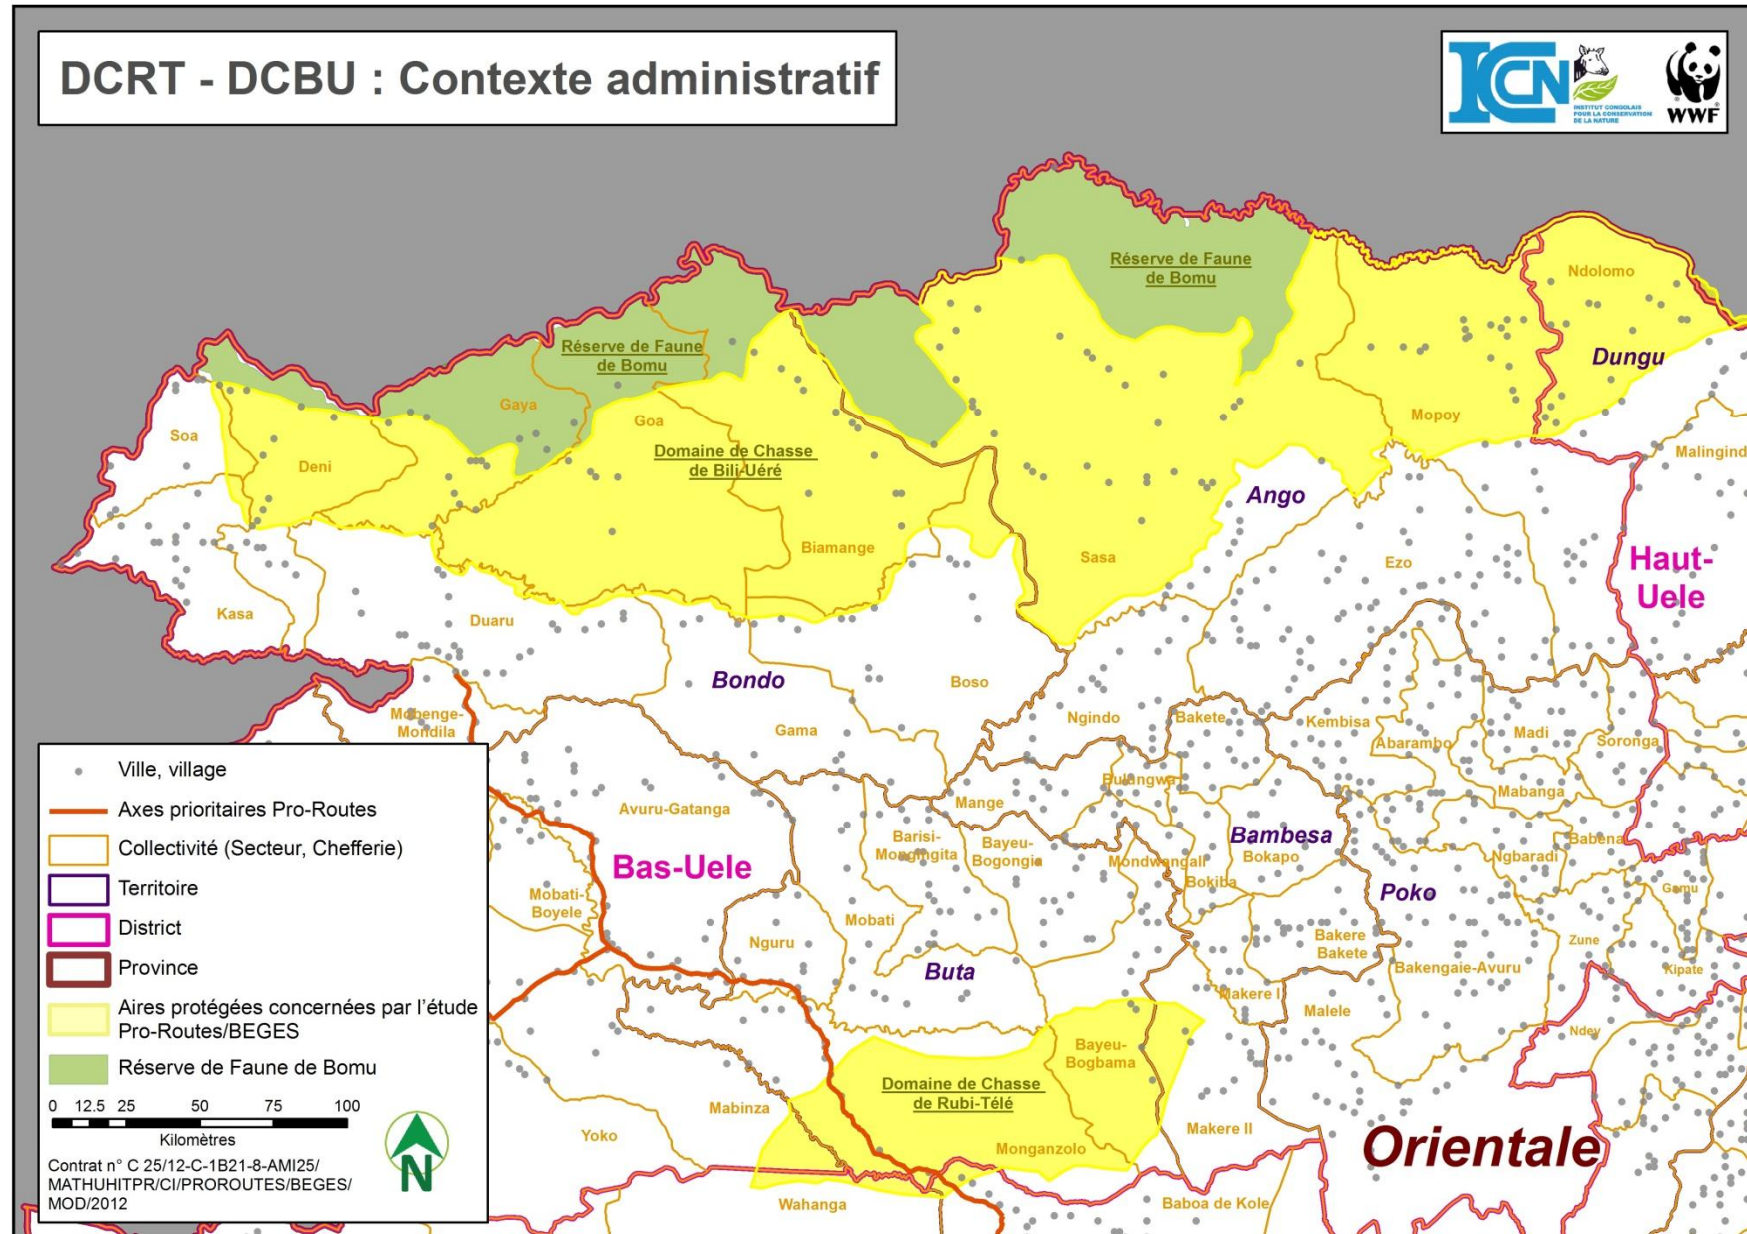 DCRT - DCBU : Contexte administratif
ICCN
INSTITUT CONGOLAIS
POUR LA CONSERVATION
DE LA NATURE
WWF
Réserve de Faune
de Bomu
Ndolomo
Dungu
Réserve de Faune
de Bomu
Gaya
Goa
Mopoy
Soa
Deni
Domaine de Chasse
de Bili-Uéré
Malingind
Ango
Biamange
Sasa
Ezo
Haut-
Uele
Kasa
Duaru
Bondo
Boso
Mobenge-
Mondila
Gama
Ngindo
Bakete
Kembisa
Abarambo
Madi
Soronga
Bulungwa
Mabanga
Avuru-Gatanga
Mange
Barisi-
Mongingita
Bayeu-
Bogongia
Bambesa
Babena
Bas-Uele
Mondwangali
Bokapo
Ngbaradi
Bokiba
Poko
Gamu
Mobati-
Boyele
Mobati
Nguru
Bakere
Bakete
Zune
Buta
Bakengaie-Avuru
Kipate
Makere I
Malele
Ndey
Bayeu-
Bogbama
Domaine de Chasse
de Rubi-Télé
Mabinza
Yoko
Monganzolo
Makere II
Orientale
Wahanga
Baboa de Kole
Ville, village
Axes prioritaires Pro-Routes
Collectivité (Secteur, Chefferie)
Territoire
District
Province
Aires protégées concernées par l'étude
Pro-Routes/BEGES
Réserve de Faune de Bomu
0 12.5 25 50 75 100
Kilomètres
N
Contrat n° C 25/12-C-1B21-8-AMI25/
MATHUHITPR/CI/PROROUTES/BEGES/
MOD/2012